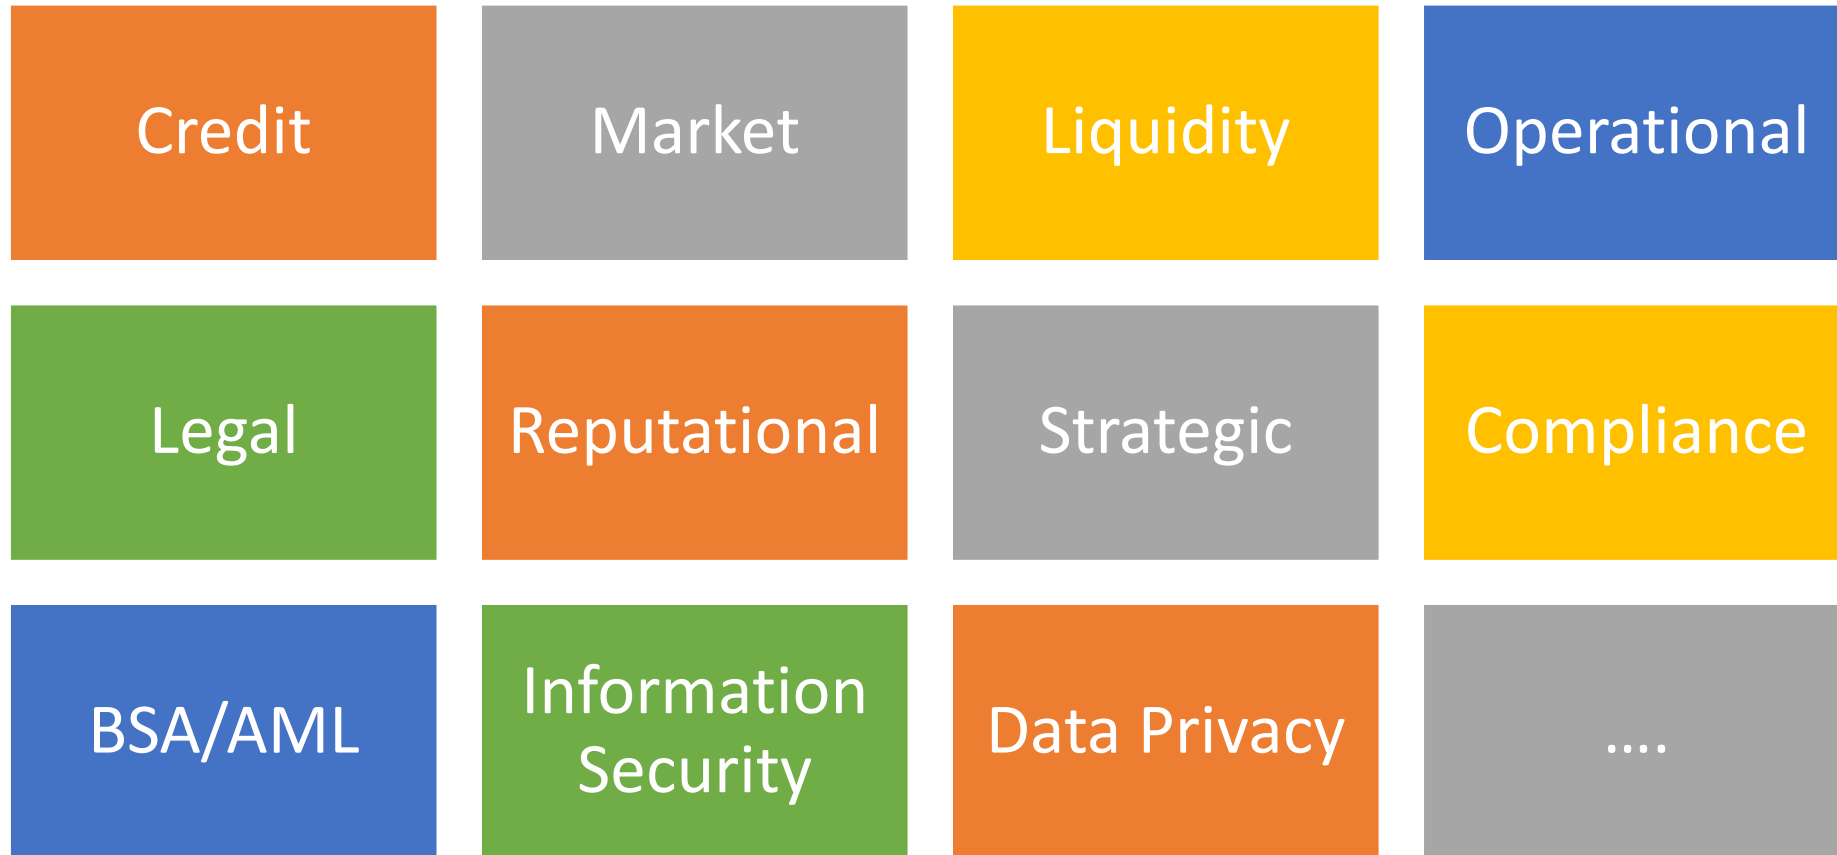 Credit
Market
Liquidity
Operational
Legal
Reputational
Strategic
Compliance
BSA/AML
Information
Security
Data Privacy
....